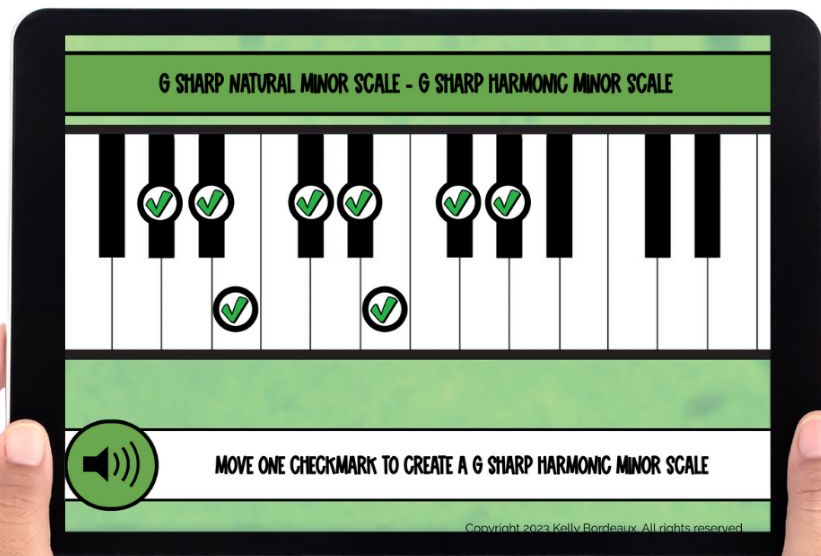 G SHARP NATURAL MINOR SCALE - G SHARP HARMONIC MINOR SCALE
MOVE ONE CHECKMARK TO CREATE A G SHARP HARMONIC MINOR SCALE
Copyright 2023 Kelly Bordeaux. All rights reserved.